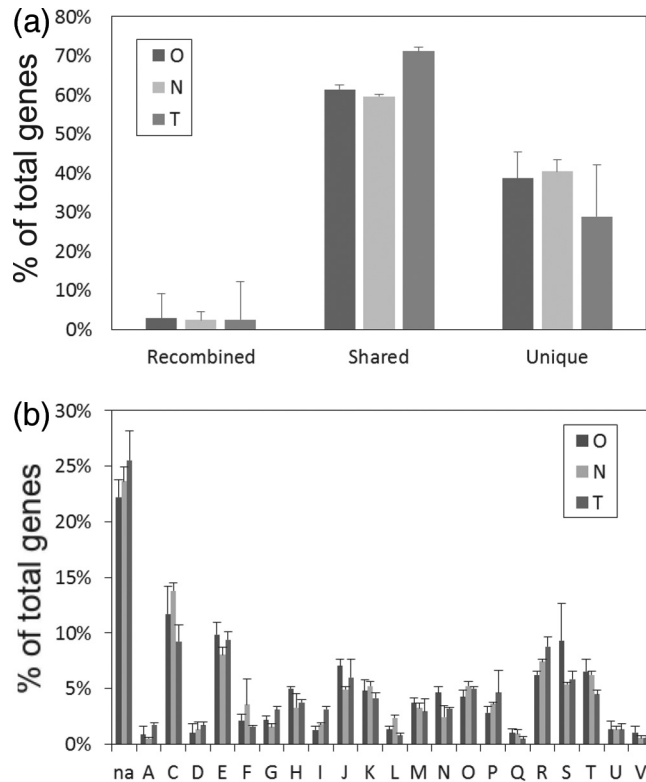 (a)
% of total genes
80%
70%
60%
50%
40%
30%
20%
10%
0%
O
N
T
Recombined Shared Unique
(b)
% of total genes
30%
25%
20%
15%
10%
5%
0%
O
N
T
na A C D E F G H I J K L M N O P Q R S T U V